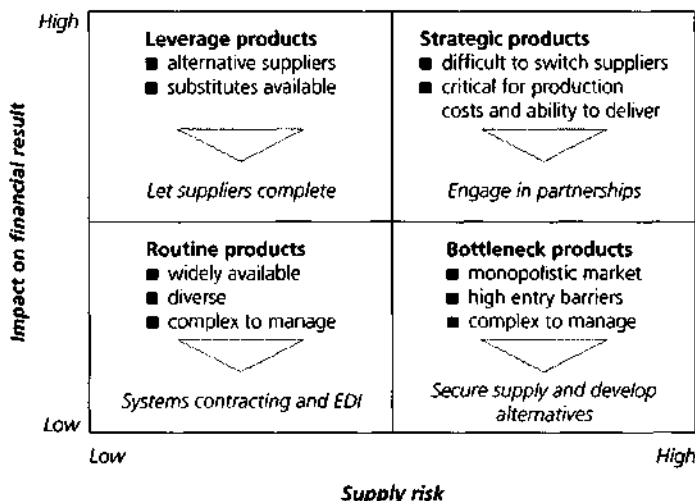 High
Leverage products
■ alternative suppliers
■ substitutes available
Let suppliers complete
Strategic products
■ difficult to switch suppliers
■ critical for production
costs and ability to deliver
Engage in partnerships
Impact on financial result
Routine products
■ widely available
■ diverse
■ complex to manage
Systems contracting and EDI
Bottleneck products
■ monopolistic market
■ high entry barriers
■ complex to manage
Secure supply and develop
alternatives
Low
Low
High
Supply risk